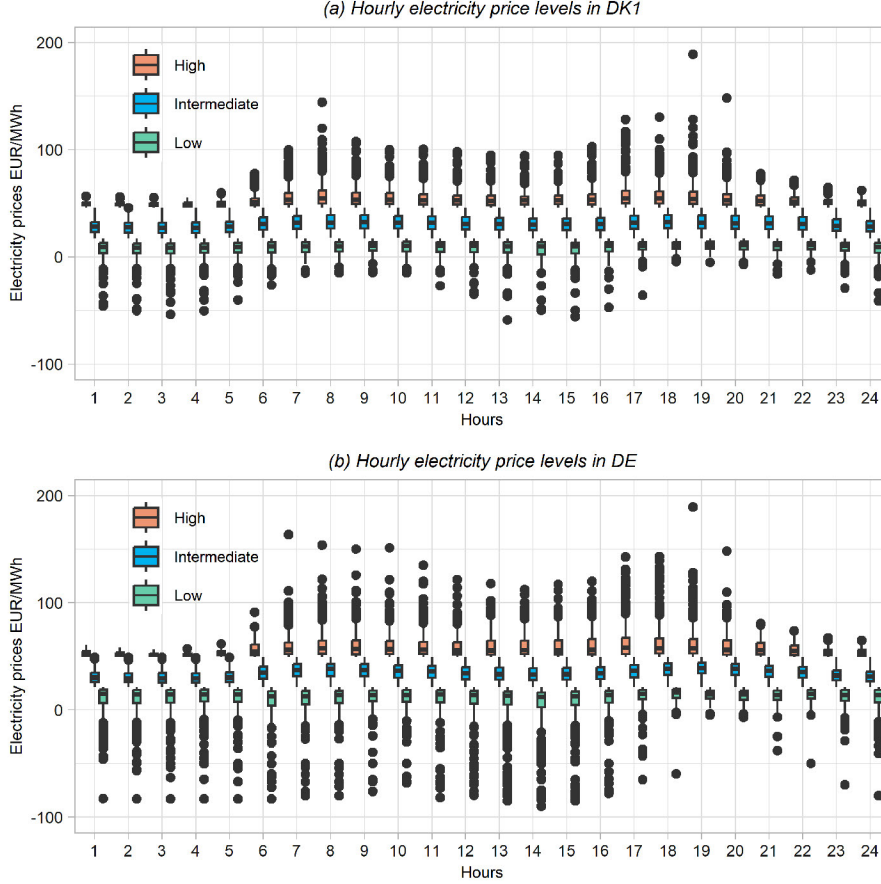 (a) Hourly electricity price levels in DK1
Electricity prices EUR/MWh
200
100
0
-100
High
Intermediate
Low
1 2 3 4 5 6 7 8 9 10 11 12 13 14 15 16 17 18 19 20 21 22 23 24
Hours
(b) Hourly electricity price levels in DE
Electricity prices EUR/MWh
200
100
0
-100
High
Intermediate
Low
1 2 3 4 5 6 7 8 9 10 11 12 13 14 15 16 17 18 19 20 21 22 23 24
Hours